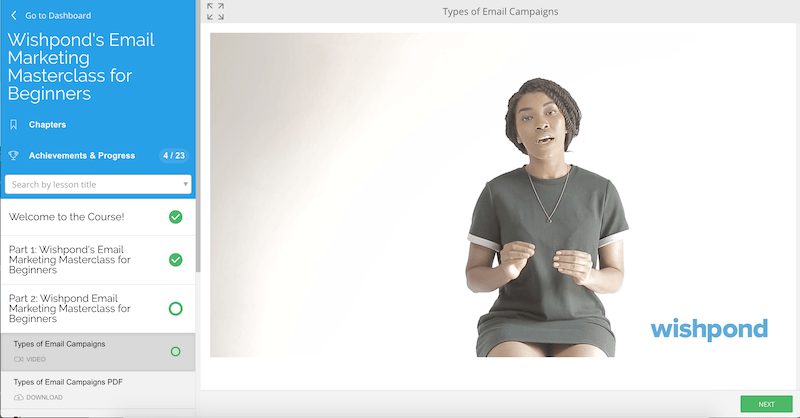 Go to Dashboard
Wishpond's Email
Marketing
Masterclass for
Beginners
Chapters
Achievements & Progress
4 / 23
Search by lesson title
Welcome to the Course!
Part 1: Wishpond's Email
Marketing Masterclass for
Beginners
Part 2: Wishpond Email
Marketing Masterclass for
Beginners
Types of Email Campaigns
VIDEO
Types of Email Campaigns PDF
DOWNLOAD
Types of Email Campaigns
wishpond
NEXT